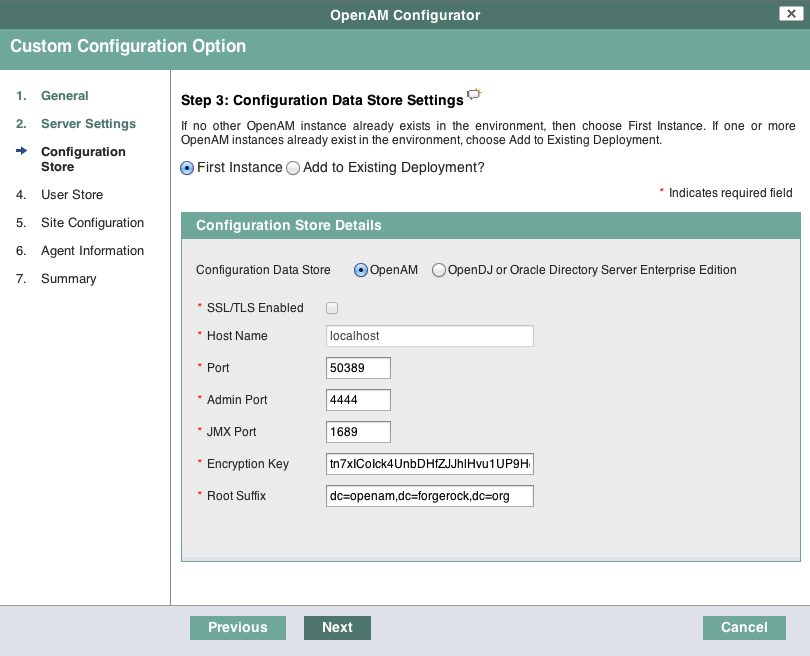 OpenAM Configurator
Custom Configuration Option
1. General
2. Server Settings
Configuration
Store
4. User Store
5. Site Configuration
6. Agent Information
7. Summary
Step 3: Configuration Data Store Settings
If no other OpenAM instance already exists in the environment, then choose First Instance. If one or more
OpenAM instances already exist in the environment, choose Add to Existing Deployment.
First Instance Add to Existing Deployment?
* Indicates required field
Configuration Store Details
Configuration Data Store OpenAM OpenDJ or Oracle Directory Server Enterprise Edition
* SSL/TLS Enabled
* Host Name localhost
* Port 50389
* Admin Port 4444
* JMX Port 1689
* Encryption Key
* Root Suffix dc=openam,dc=forgerock,dc=org
Previous Next Cancel